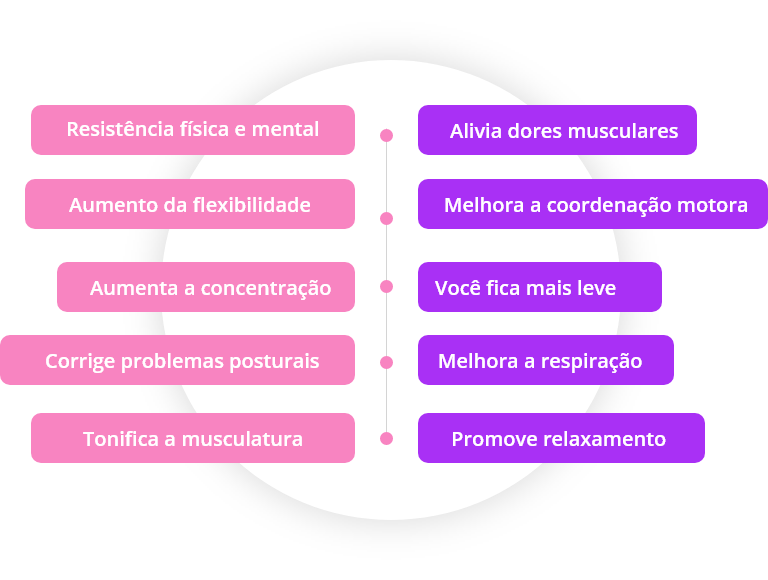 Resistência física e mental
Alivia dores musculares
Aumento da flexibilidade
Melhora a coordenação motora
Aumenta a concentração
Você fica mais leve
Corrige problemas posturais
Melhora a respiração
Tonifica a musculatura
Promove relaxamento